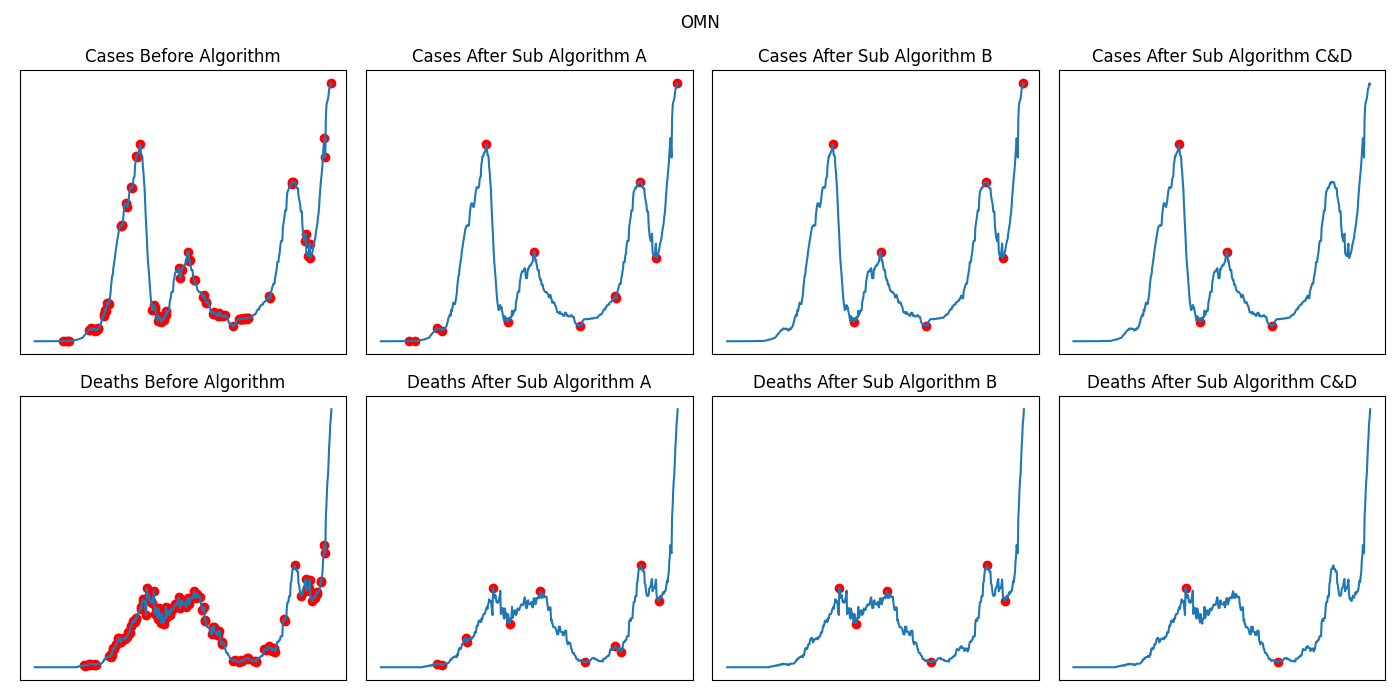 OMN
Cases Before Algorithm
Cases After Sub Algorithm A
Cases After Sub Algorithm B
Cases After Sub Algorithm C&D
Deaths Before Algorithm
Deaths After Sub Algorithm A
Deaths After Sub Algorithm B
Deaths After Sub Algorithm C&D